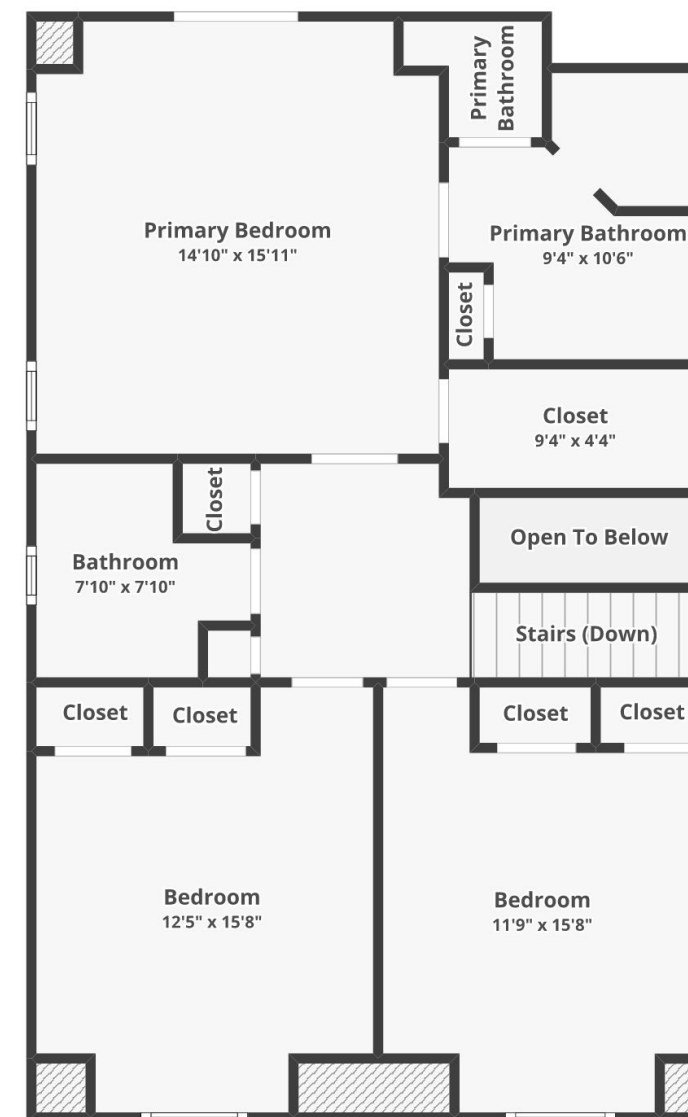 Primary
Bathroom
Primary Bedroom
14'10" x 15'11"
Primary Bathroom
9'4" x 10'6"
Closet
Closet
9'4" x 4'4"
Closet
Open To Below
Bathroom
7'10" x 7'10"
Stairs (Down)
Closet
Closet
Closet
Closet
Bedroom
12'5" x 15'8"
Bedroom
11'9" x 15'8"